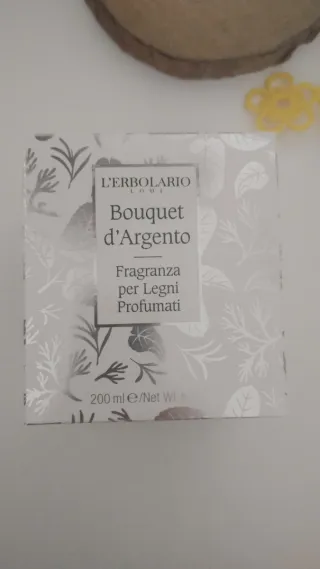 L'ERBOLARIO
LODI
Bouquet
d'Argento
Fragranza
per Legni
Profumati
200 ml ℮/Net Wt